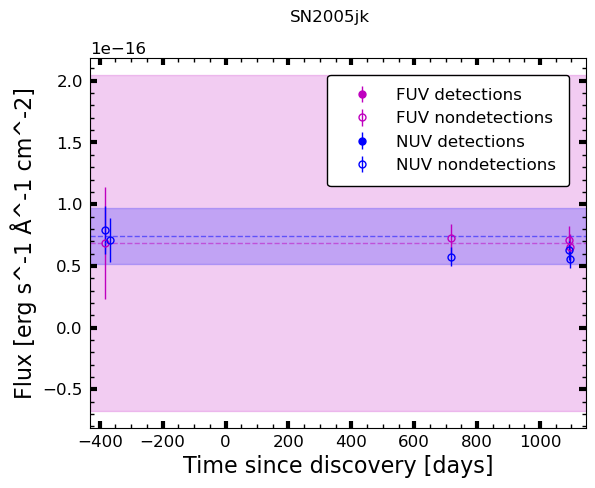 SN2005jk
1e−16
2.0
1.5
1.0
0.5
0.0
−0.5
Flux [erg s^-1 Å^-1 cm^-2]
FUV detections
FUV nondetections
NUV detections
NUV nondetections
−400 −200 0 200 400 600 800 1000
Time since discovery [days]